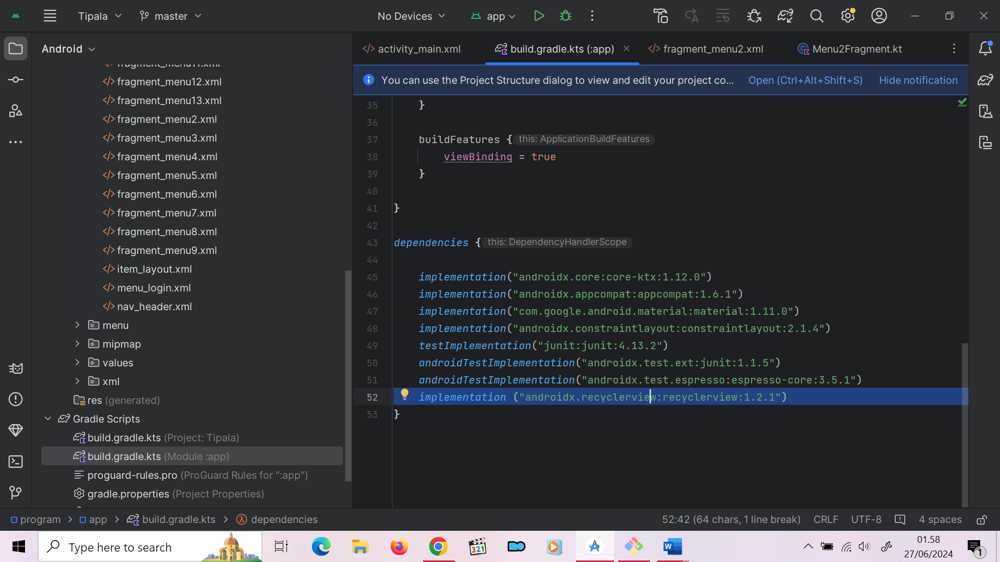 Tipala
master
No Devices
app
Android
activity_main.xml
build.gradle.kts (:app)
fragment_menu2.xml
Menu2Fragment.kt
You can use the Project Structure dialog to view and edit your project co...
Open (Ctrl+Alt+Shift+S)
Hide notification
fragment_menu11.xml
fragment_menu12.xml
fragment_menu13.xml
fragment_menu2.xml
fragment_menu3.xml
fragment_menu4.xml
fragment_menu5.xml
fragment_menu6.xml
fragment_menu7.xml
fragment_menu8.xml
fragment_menu9.xml
item_layout.xml
menu_login.xml
nav_header.xml
menu
mipmap
values
xml
res (generated)
Gradle Scripts
build.gradle.kts (Project: Tipala)
build.gradle.kts (Module :app)
proguard-rules.pro (ProGuard Rules for ":app")
gradle.properties (Project Properties)
35 }
36
37 buildFeatures { this: ApplicationBuildFeatures
38 viewBinding = true
39 }
40
41 }
42
43 dependencies { this: DependencyHandlerScope
44
45 implementation("androidx.core:core-ktx:1.12.0")
46 implementation("androidx.appcompat:appcompat:1.6.1")
47 implementation("com.google.android.material:material:1.11.0")
48 implementation("androidx.constraintlayout:constraintlayout:2.1.4")
49 testImplementation("junit:junit:4.13.2")
50 androidTestImplementation("androidx.test.ext:junit:1.1.5")
51 androidTestImplementation("androidx.test.espresso:espresso-core:3.5.1")
52 implementation ("androidx.recyclerview:recyclerview:1.2.1")
53 }
program > app > build.gradle.kts > dependencies
52:42 (64 chars, 1 line break)
CRLF
UTF-8
4 spaces
Type here to search
321
W
01.58
27/06/2024
1